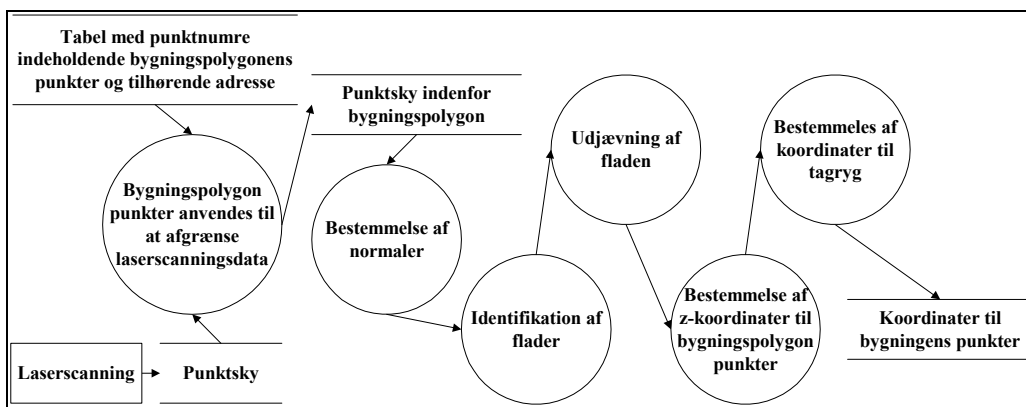 Tabel med punktnumre
indeholdende bygningspolygonens
punkter og tilhørende adresse
Bygningspolygon
punkter anvendes til
at afgrænse
laserscanningsdata
Laserscanning
Punktsky
Punktsky indenfor
bygningspolygon
Bestemmelse af
normaler
Identifikation af
flader
Udjævning af
fladen
Bestemmelse af
z-koordinater til
bygningspolygon
punkter
Bestemmeles af
koordinater til
tagryg
Koordinater til
bygningens punkter